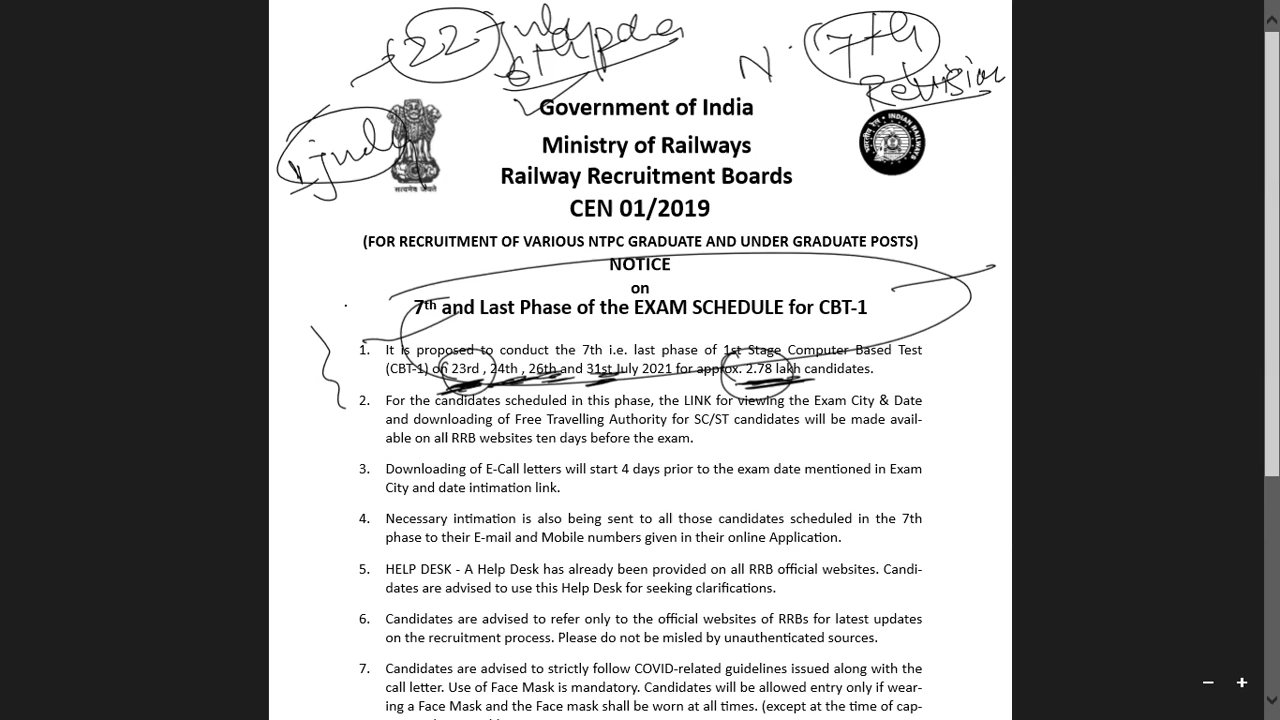 22 July
6th
N. 7th
Revision
1 July
Government of India
Ministry of Railways
Railway Recruitment Boards
सत्यमेव जयते
INDIAN RAILWAYS
भारतीय रेल
CEN 01/2019
(FOR RECRUITMENT OF VARIOUS NTPC GRADUATE AND UNDER GRADUATE POSTS)
NOTICE
on
7th and Last Phase of the EXAM SCHEDULE for CBT-1
1. It is proposed to conduct the 7th i.e. last phase of 1st Stage Computer Based Test
(CBT-1) on 23rd , 24th , 26th and 31st July 2021 for approx. 2.78 lakh candidates.
2. For the candidates scheduled in this phase, the LINK for viewing the Exam City & Date
and downloading of Free Travelling Authority for SC/ST candidates will be made avail-
able on all RRB websites ten days before the exam.
3. Downloading of E-Call letters will start 4 days prior to the exam date mentioned in Exam
City and date intimation link.
4. Necessary intimation is also being sent to all those candidates scheduled in the 7th
phase to their E-mail and Mobile numbers given in their online Application.
5. HELP DESK - A Help Desk has already been provided on all RRB official websites. Candi-
dates are advised to use this Help Desk for seeking clarifications.
6. Candidates are advised to refer only to the official websites of RRBs for latest updates
on the recruitment process. Please do not be misled by unauthenticated sources.
7. Candidates are advised to strictly follow COVID-related guidelines issued along with the
call letter. Use of Face Mask is mandatory. Candidates will be allowed entry only if wear-
ing a Face Mask and the Face mask shall be worn at all times. (except at the time of cap-